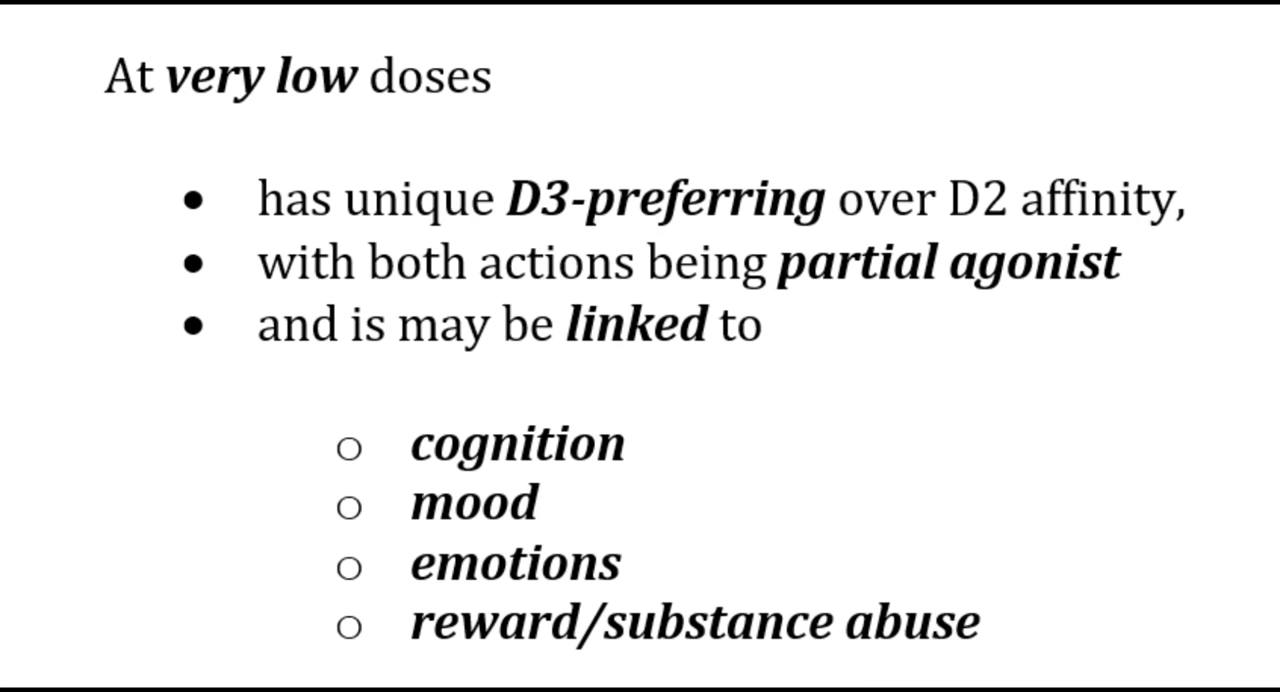 At very low doses
• has unique D3-preferring over D2 affinity,
• with both actions being partial agonist
• and is may be linked to
o cognition
o mood
o emotions
o reward/substance abuse